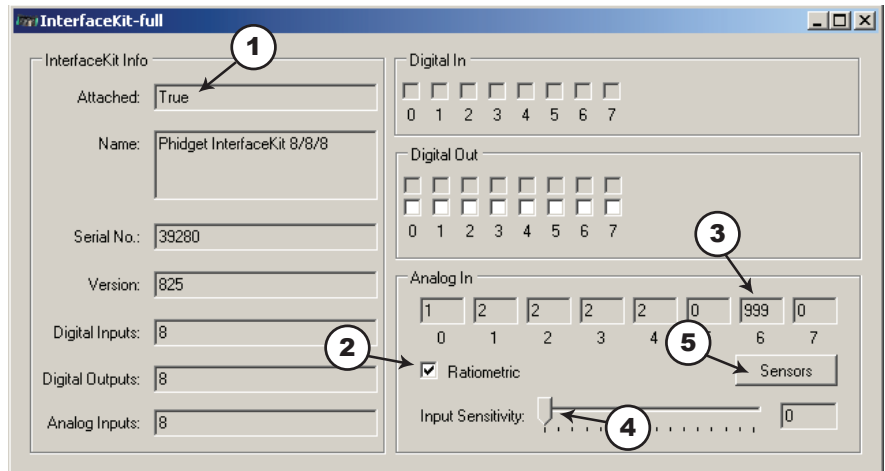 InterfaceKit-full
1
InterfaceKit Info
Attached: True
Name: Phidget InterfaceKit 8/8/8
Serial No.: 39280
Version: 825
Digital Inputs: 8
Digital Outputs: 8
Analog Inputs: 8
Digital In
0 1 2 3 4 5 6 7
Digital Out
0 1 2 3 4 5 6 7
3
Analog In
1 2 2 2 2 0 999 0
0 1 2 3 4 6 7
2
5
Ratiometric
Sensors
Input Sensitivity: 0
4